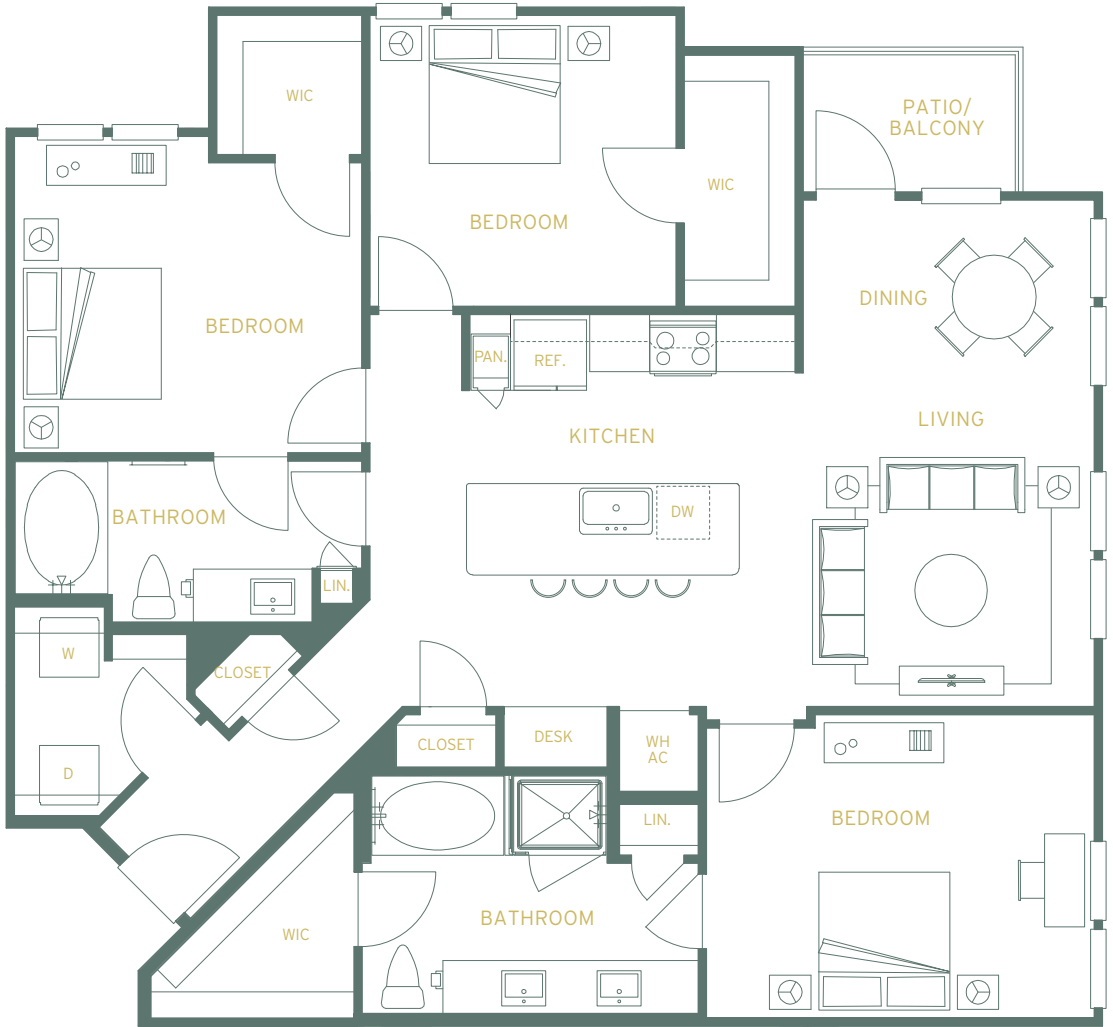 WIC
PATIO/
BALCONY
WIC
BEDROOM
DINING
BEDROOM
PAN.
REF.
LIVING
KITCHEN
BATHROOM
DW
LIN.
W
CLOSET
D
CLOSET
DESK
WH
AC
LIN.
BEDROOM
BATHROOM
WIC